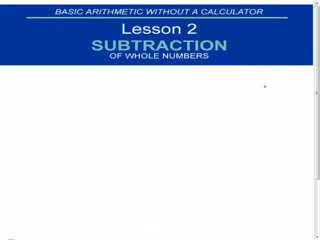 BASIC ARITHMETIC WITHOUT A CALCULATOR
Lesson 2
SUBTRACTION
OF WHOLE NUMBERS